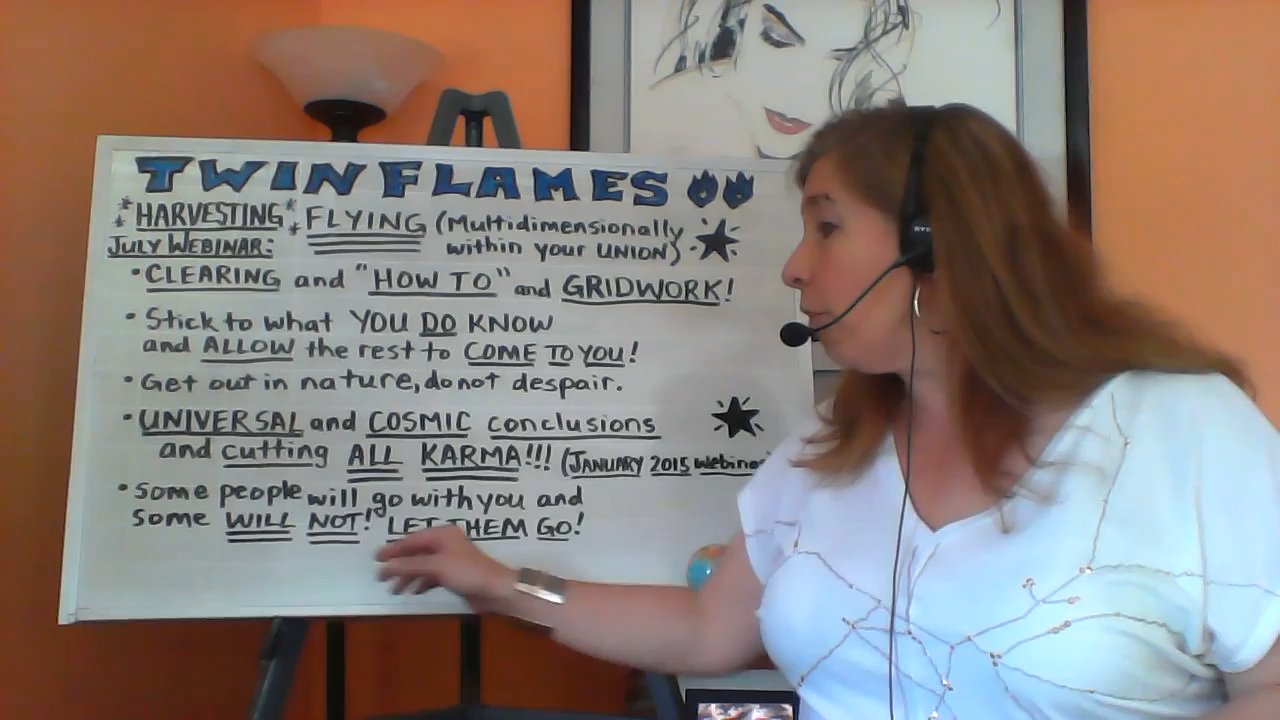 TWIN FLAMES
*HARVESTING* FLYING (Multidimensionally
within your UNION)
JULY WEBINAR:
• CLEARING and "HOW TO" and GRIDWORK!
• Stick to what YOU DO KNOW
and ALLOW the rest to COME TO YOU!
• Get out in nature, do not despair.
• UNIVERSAL and COSMIC conclusions
and cutting ALL KARMA!!! (JANUARY 2015 webinar
• Some people will go with you and
some WILL NOT! LET THEM GO!